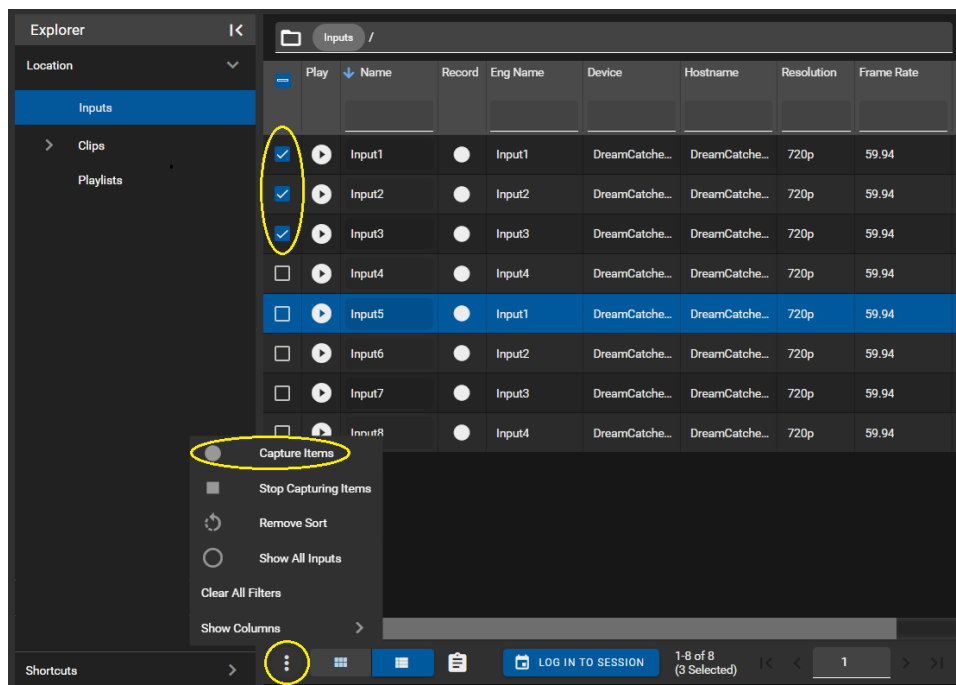 Explorer
Inputs /
Location
Play Name Record Eng Name Device Hostname Resolution Frame Rate
Inputs
Clips
Playlists
Input1 Input1 DreamCatche... DreamCatche... 720p 59.94
Input2 Input2 DreamCatche... DreamCatche... 720p 59.94
Input3 Input3 DreamCatche... DreamCatche... 720p 59.94
Input4 Input4 DreamCatche... DreamCatche... 720p 59.94
Input5 Input1 DreamCatche... DreamCatche... 720p 59.94
Input6 Input2 DreamCatche... DreamCatche... 720p 59.94
Input7 Input3 DreamCatche... DreamCatche... 720p 59.94
Input8 Input4 DreamCatche... DreamCatche... 720p 59.94
Capture Items
Stop Capturing Items
Remove Sort
Show All Inputs
Clear All Filters
Show Columns
Shortcuts
LOG IN TO SESSION
1-8 of 8
(3 Selected)
1